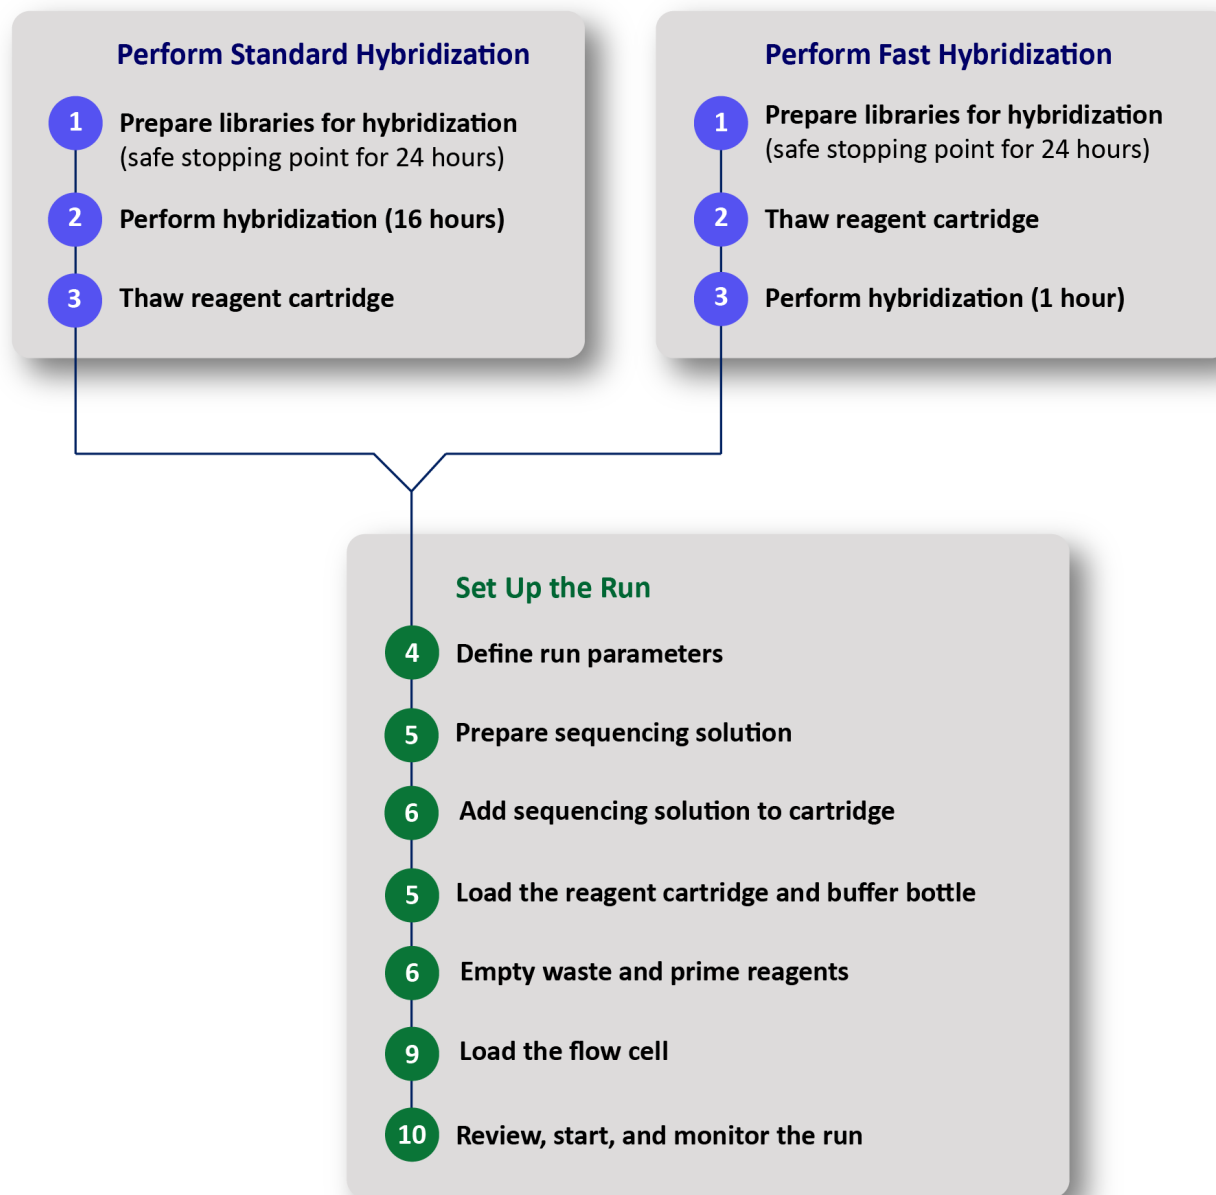 Perform Standard Hybridization
1
Prepare libraries for hybridization
(safe stopping point for 24 hours)
2
Perform hybridization (16 hours)
3
Thaw reagent cartridge
Perform Fast Hybridization
1
Prepare libraries for hybridization
(safe stopping point for 24 hours)
2
Thaw reagent cartridge
3
Perform hybridization (1 hour)
Set Up the Run
4
Define run parameters
5
Prepare sequencing solution
6
Add sequencing solution to cartridge
5
Load the reagent cartridge and buffer bottle
6
Empty waste and prime reagents
9
Load the flow cell
10
Review, start, and monitor the run